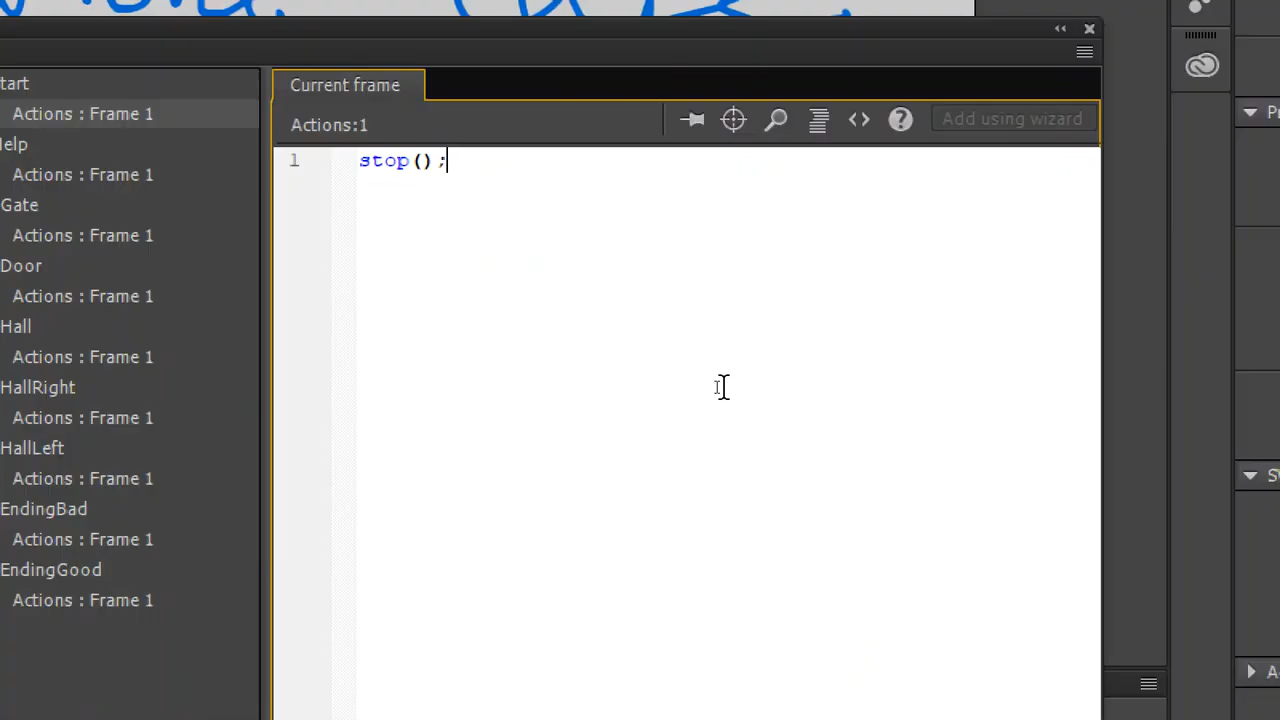 tart
Actions : Frame 1
elp
Actions : Frame 1
Gate
Actions : Frame 1
Door
Actions : Frame 1
Hall
Actions : Frame 1
HallRight
Actions : Frame 1
HallLeft
Actions : Frame 1
EndingBad
Actions : Frame 1
EndingGood
Actions : Frame 1
Current frame
Actions:1
Add using wizard
1 stop();
Pr
A